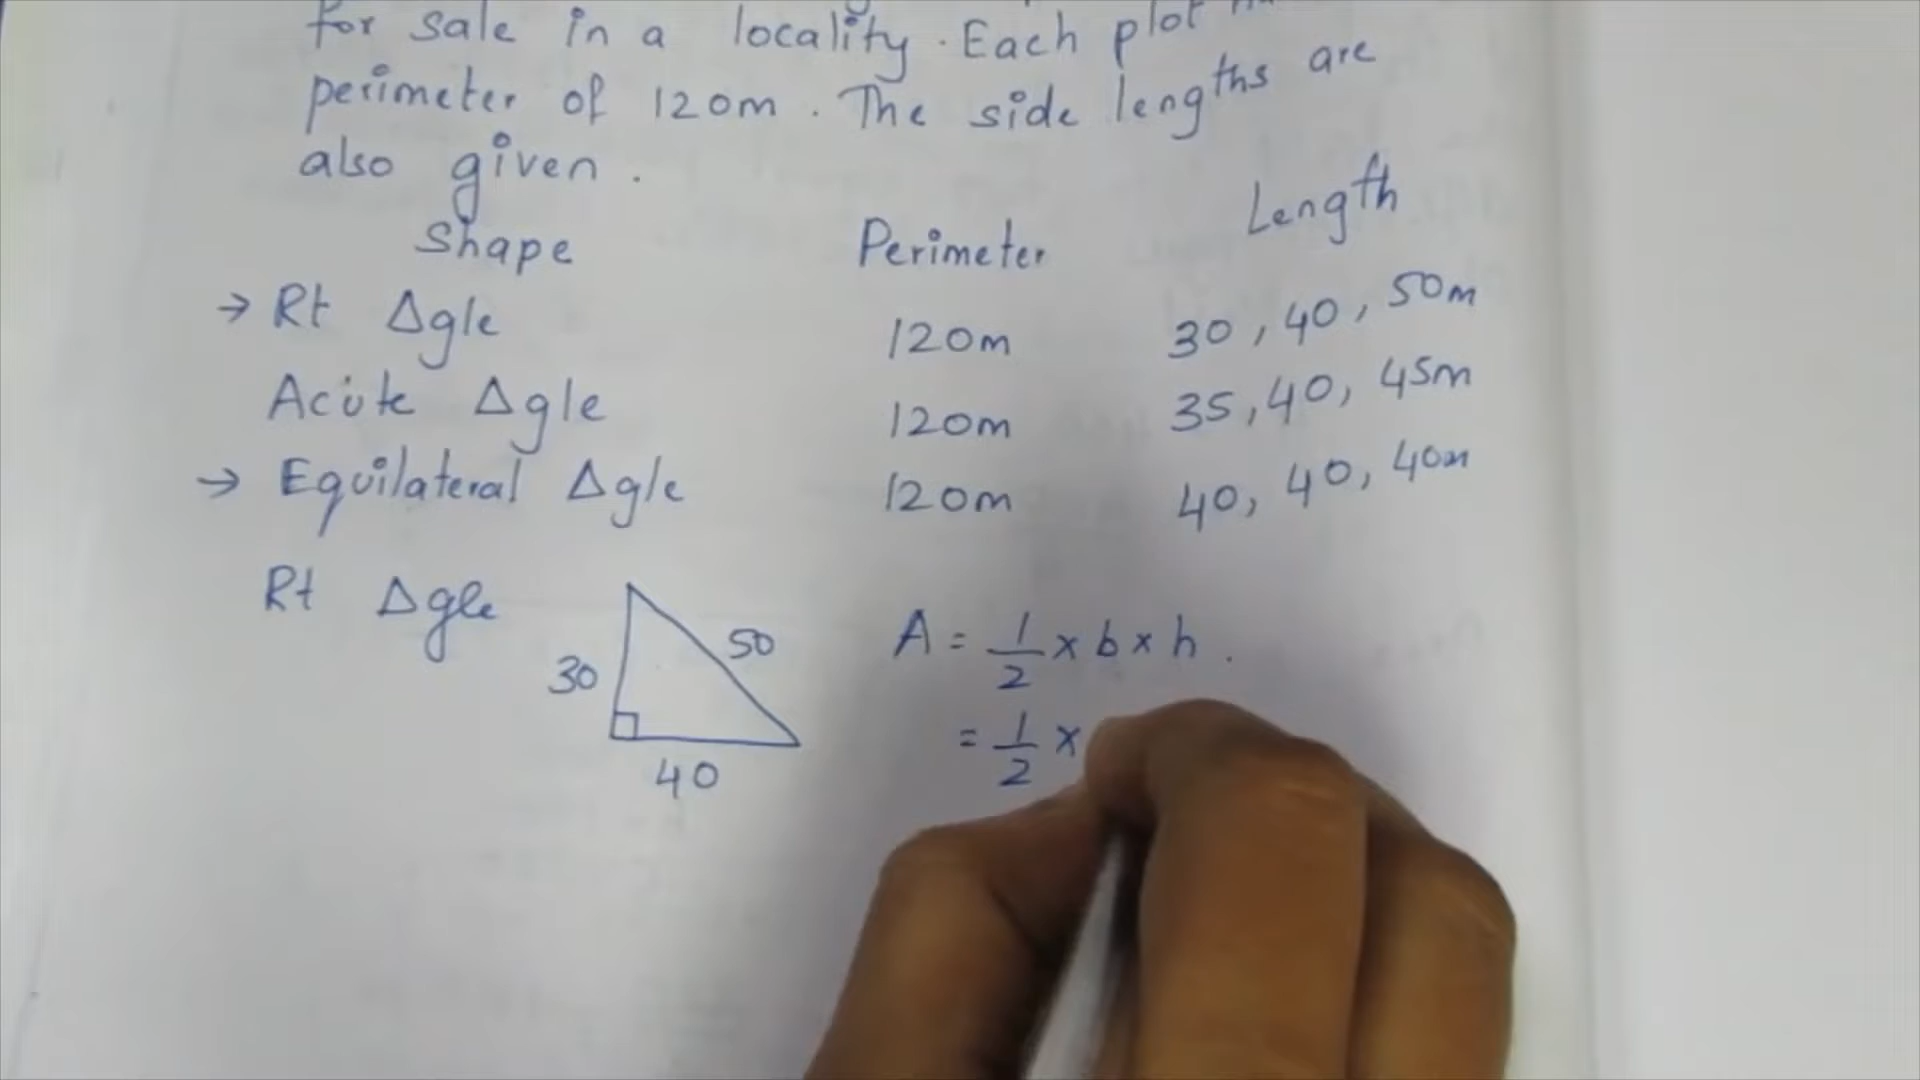 for sale in a locality. Each plot
perimeter of 120m. The side lengths are
also given.
Shape Perimeter Length
→ Rt Δgle 120m 30, 40, 50m
Acute Δgle 120m 35, 40, 45m
→ Equilateral Δgle 120m 40, 40, 40m
Rt Δgle
30
50
40
A = 1/2 × b × h.
= 1/2 ×